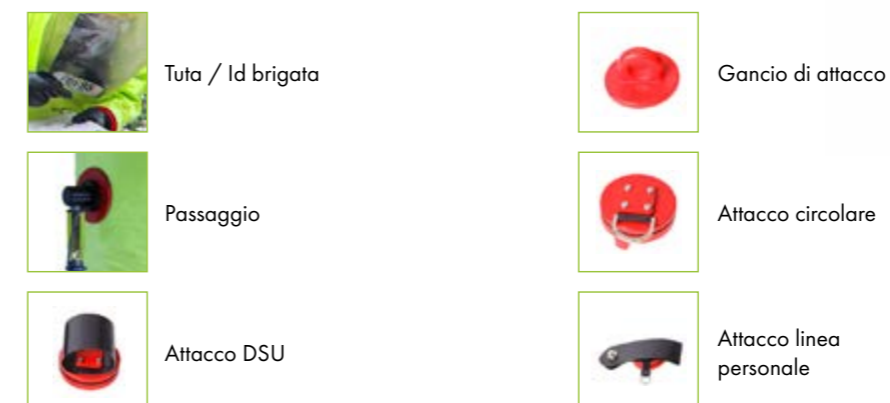 Tuta / Id brigata
Gancio di attacco
Passaggio
Attacco circolare
Attacco DSU
Attacco linea
personale